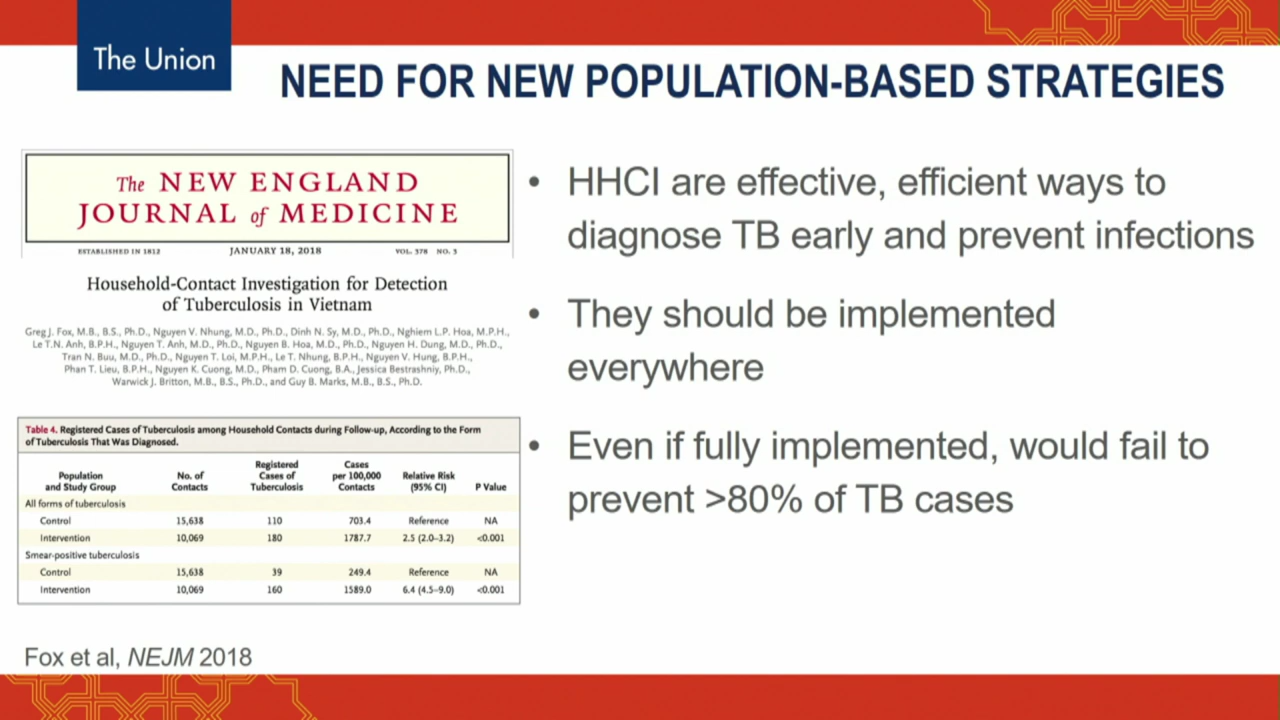 The Union
NEED FOR NEW POPULATION-BASED STRATEGIES
The NEW ENGLAND
JOURNAL of MEDICINE
ESTABLISHED IN 1812 JANUARY 18, 2018 VOL. 378 NO. 3
Household-Contact Investigation for Detection
of Tuberculosis in Vietnam
Greg J. Fox, M.B., B.S., Ph.D., Nguyen V. Nhung, M.D., Ph.D., Dinh N. Sy, M.D., Ph.D., Nghiem L.P. Hoa, M.P.H.,
Le T.N. Anh, B.P.H., Nguyen T. Anh, M.D., Ph.D., Nguyen B. Hoa, M.D., Ph.D., Nguyen H. Dung, M.D., Ph.D.,
Tran N. Buu, M.D., Ph.D., Nguyen T. Loi, M.P.H., Le T. Nhung, B.P.H., Nguyen V. Hung, B.P.H.,
Phan T. Lieu, B.P.H., Nguyen K. Cuong, M.D., Pham D. Cuong, B.A., Jessica Bestrashniy, Ph.D.,
Warwick J. Britton, M.B., B.S., Ph.D., and Guy B. Marks, M.B., B.S., Ph.D.
Table 4. Registered Cases of Tuberculosis among Household Contacts during Follow-up, According to the Form
of Tuberculosis That Was Diagnosed.
Population
and Study Group
No. of
Contacts
Registered
Cases of
Tuberculosis
Cases
per 100,000
Contacts
Relative Risk
(95% CI)
P Value
All forms of tuberculosis
Control 15,638 110 703.4 Reference NA
Intervention 10,069 180 1787.7 2.5 (2.0–3.2) <0.001
Smear-positive tuberculosis
Control 15,638 39 249.4 Reference NA
Intervention 10,069 160 1589.0 6.4 (4.5–9.0) <0.001
Fox et al, NEJM 2018
• HHCI are effective, efficient ways to
diagnose TB early and prevent infections
• They should be implemented
everywhere
• Even if fully implemented, would fail to
prevent >80% of TB cases